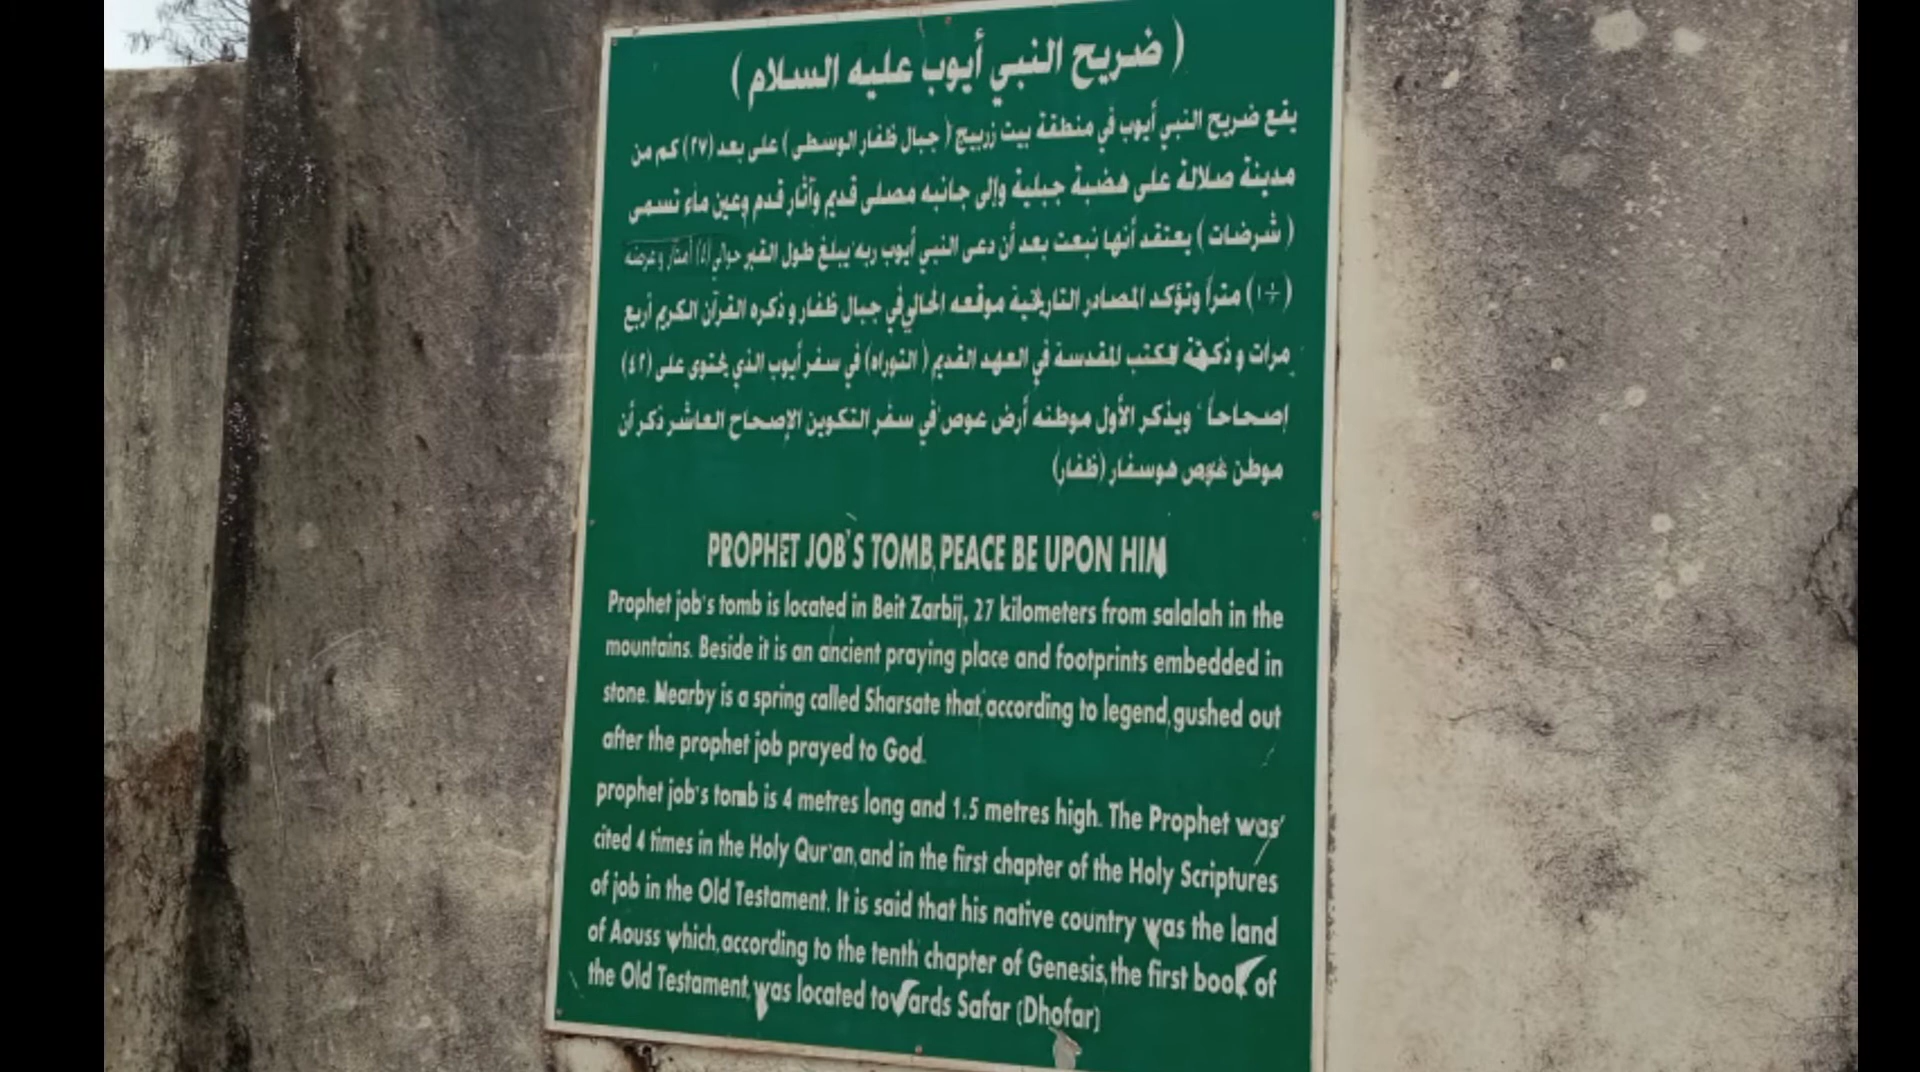 ( ضريح النبي أيوب عليه السلام )
يقع ضريح النبي أيوب في منطقة بيت زربيج ( جبال ظفار الوسطى ) على بعد (٢٧) كم من
مدينة صلالة على هضبة جبلية وإلى جانبه مصلى قديم وآثار قدم وعين ماء تسمى
( شرضات ) يعتقد أنها نبعت بعد أن دعى النبي أيوب ربه يبلغ طول القبر حوالي (٤) أمتار وعرضه
متراً وتؤكد المصادر التاريخية موقعه الحالي في جبال ظفار و ذكره القرآن الكريم أربع
مرات و الكتب المقدسة في العهد القديم ( التوراه) في سفر أيوب الذي يحتوى على (٤٢)
إصحاحاً ويذكر الأول موطنه أرض عوص في سفر التكوين الإصحاح العاشر ذكر أن
موطن عوص هوسفار (ظفار)
PROPHET JOB'S TOMB, PEACE BE UPON HIM
Prophet job's tomb is located in Beit Zarbij, 27 kilometers from salalah in the
mountains. Beside it is an ancient praying place and footprints embedded in
stone. Nearby is a spring called Sharsate that, according to legend, gushed out
after the prophet job prayed to God.
prophet job's tomb is 4 metres long and 1.5 metres high. The Prophet was
cited 4 times in the Holy Qur'an, and in the first chapter of the Holy Scriptures
of job in the Old Testament. It is said that his native country was the land
of Aouss which, according to the tenth chapter of Genesis, the first book of
the Old Testament, was located towards Safar (Dhofar)